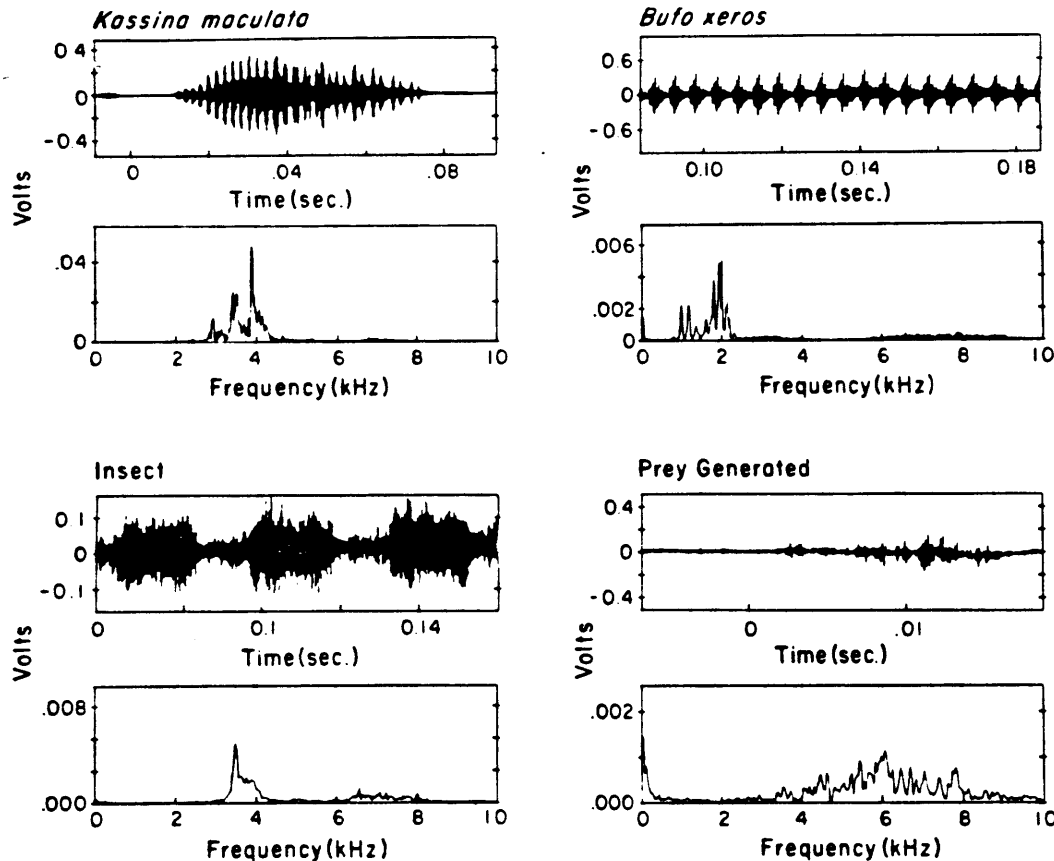 Kassina maculata
0.4
0
-0.4
0
.04
.08
Time (sec.)
Volts
.04
0
0 2 4 6 8 10
Frequency (kHz)
Bufo xeros
0.6
0
-0.6
0.10
0.14
0.18
Time (sec.)
Volts
0.006
0.002
0
0 2 4 6 8 10
Frequency (kHz)
Insect
0.1
0
-0.1
0
0.1
0.14
Time (sec.)
Volts
.008
.000
0 2 4 6 8 10
Frequency (kHz)
Prey Generated
0.4
0
-0.4
0
.01
Time (sec.)
Volts
.002
.000
0 2 4 6 8 10
Frequency (kHz)